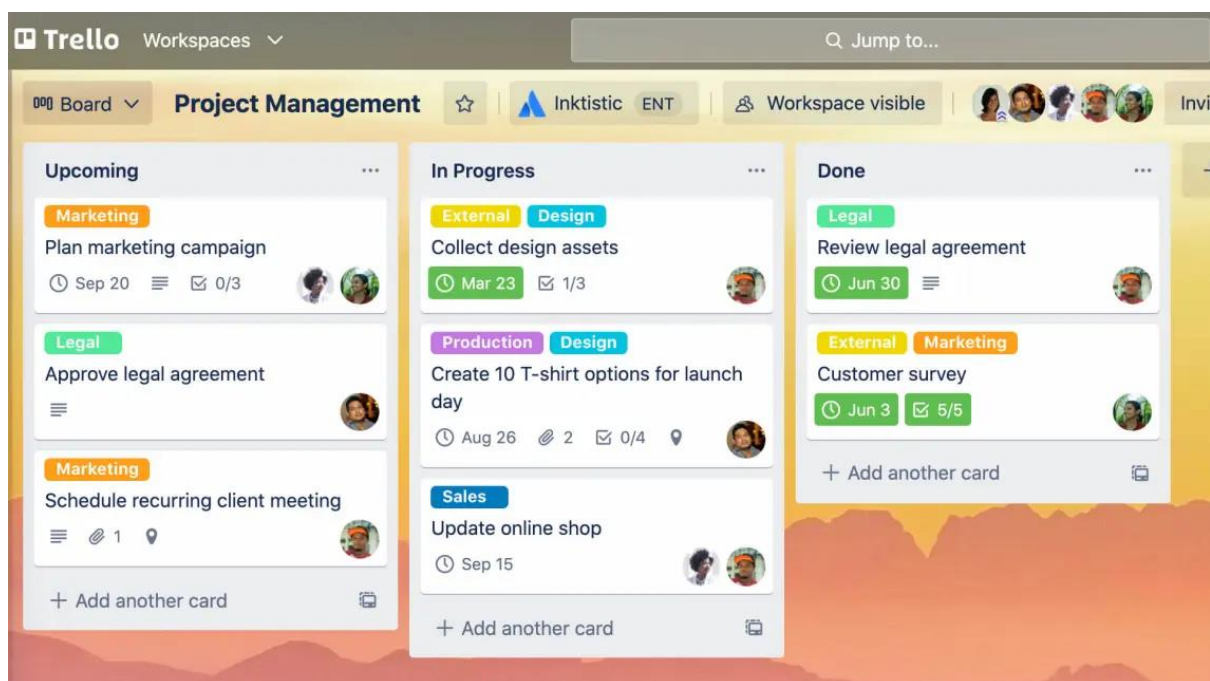 Trello Workspaces Jump to...
Board Project Management Inktistic ENT Workspace visible Invi
Upcoming
Marketing
Plan marketing campaign
Sep 20 0/3
Legal
Approve legal agreement
Marketing
Schedule recurring client meeting
1
+ Add another card
In Progress
External Design
Collect design assets
Mar 23 1/3
Production Design
Create 10 T-shirt options for launch
day
Aug 26 2 0/4
Sales
Update online shop
Sep 15
+ Add another card
Done
Legal
Review legal agreement
Jun 30
External Marketing
Customer survey
Jun 3 5/5
+ Add another card